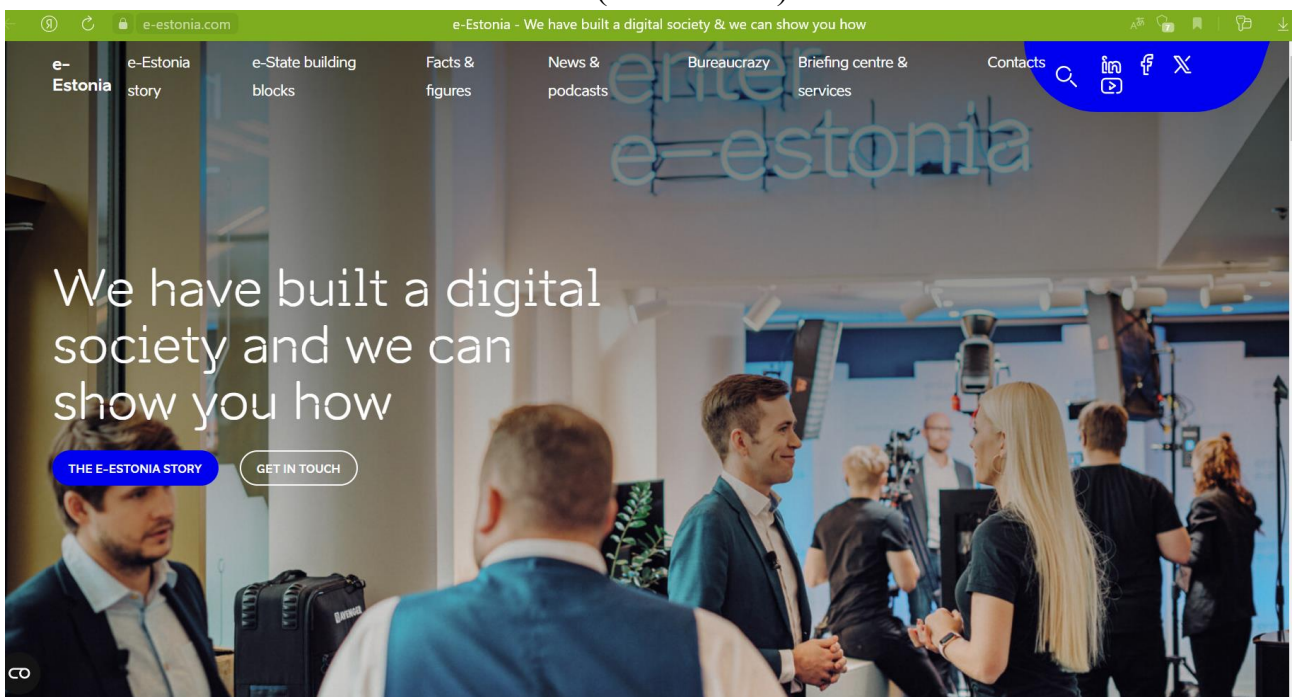 e-estonia.com
e-Estonia - We have built a digital society & we can show you how
e-
Estonia
e-Estonia
story
e-State building
blocks
Facts &
figures
News &
podcasts
Bureaucrazy
Briefing centre &
services
Contacts
enter
e-estonia
We have built a digital
society and we can
show you how
THE E-ESTONIA STORY
GET IN TOUCH